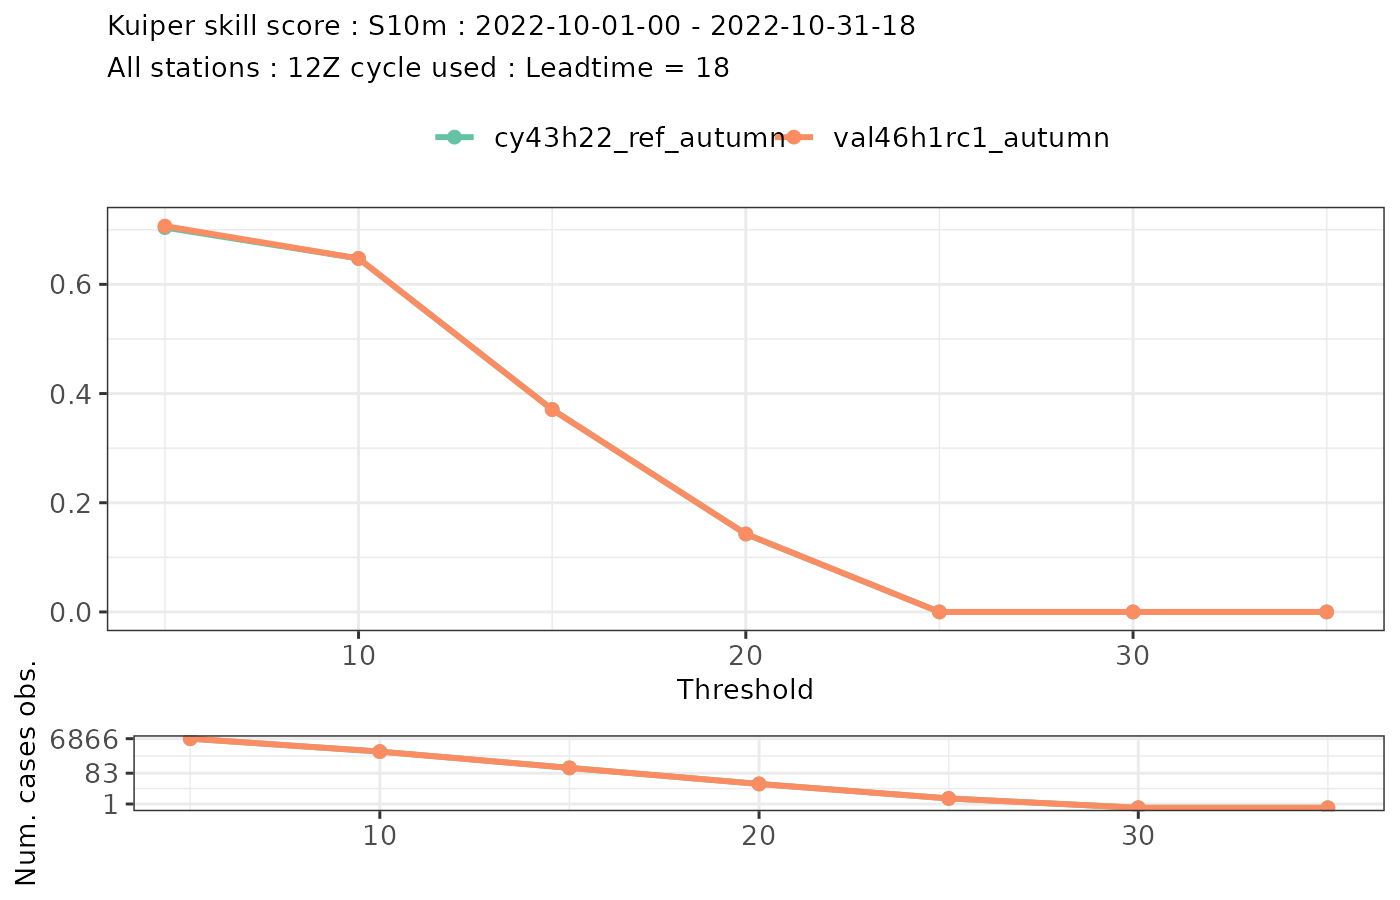 Kuiper skill score : S10m : 2022-10-01-00 - 2022-10-31-18
All stations : 12Z cycle used : Leadtime = 18
cy43h22_ref_autumn val46h1rc1_autumn
0.6
0.4
0.2
0.0
10 20 30
Threshold
Num. cases obs.
6866
83
1
10 20 30